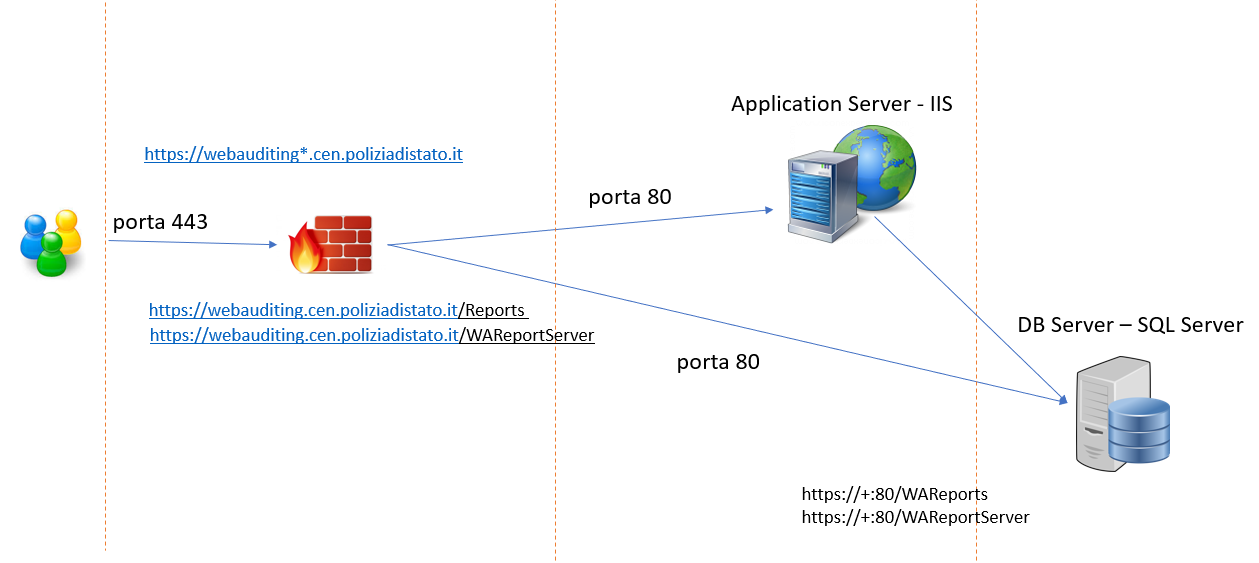 Application Server - IIS
https://webauditing*.cen.poliziadistato.it
porta 80
porta 443
https://webauditing.cen.poliziadistato.it/Reports
https://webauditing.cen.poliziadistato.it/WAReportServer
DB Server – SQL Server
porta 80
https://+:80/WAReports
https://+:80/WAReportServer